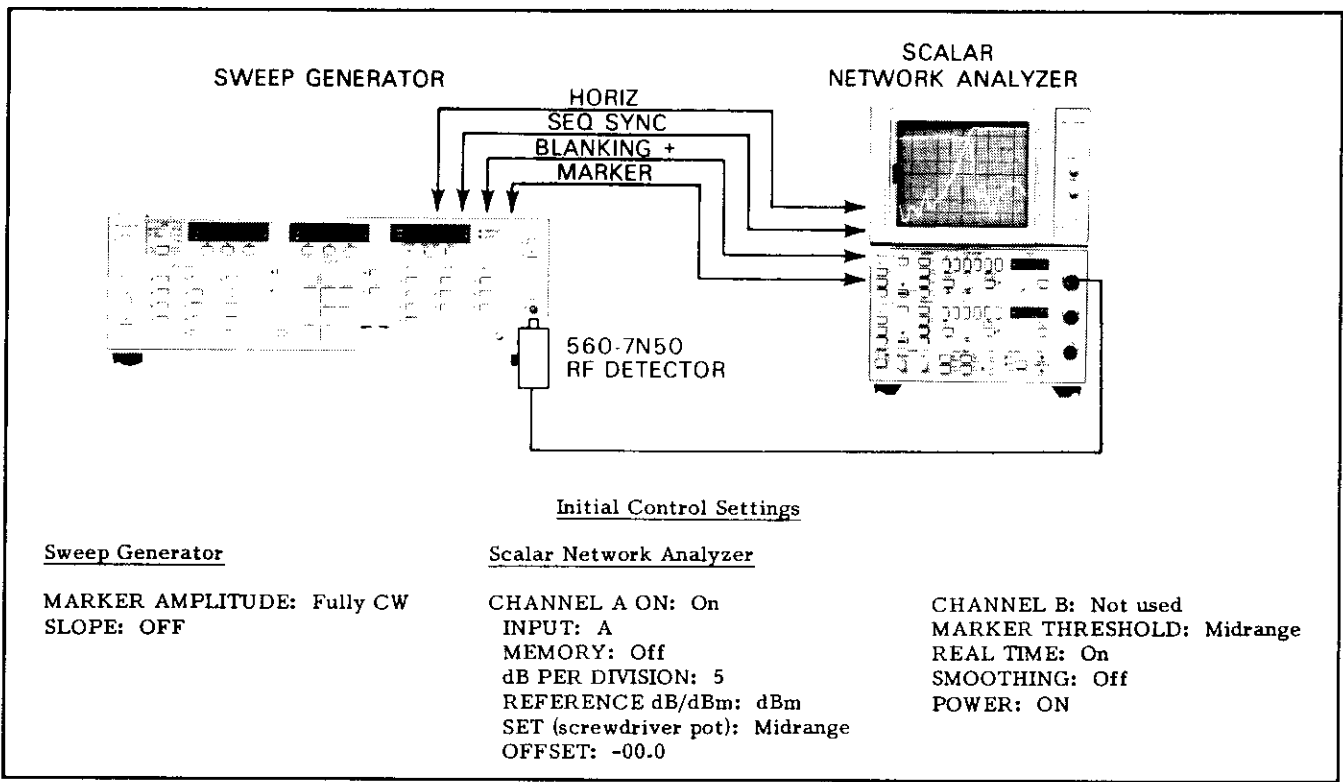 SWEEP GENERATOR
SCALAR
NETWORK ANALYZER
HORIZ
SEQ SYNC
BLANKING +
MARKER
560-7N50
RF DETECTOR
Initial Control Settings
Sweep Generator
MARKER AMPLITUDE: Fully CW
SLOPE: OFF
Scalar Network Analyzer
CHANNEL A ON: On
INPUT: A
MEMORY: Off
dB PER DIVISION: 5
REFERENCE dB/dBm: dBm
SET (screwdriver pot): Midrange
OFFSET: -00.0
CHANNEL B: Not used
MARKER THRESHOLD: Midrange
REAL TIME: On
SMOOTHING: Off
POWER: ON